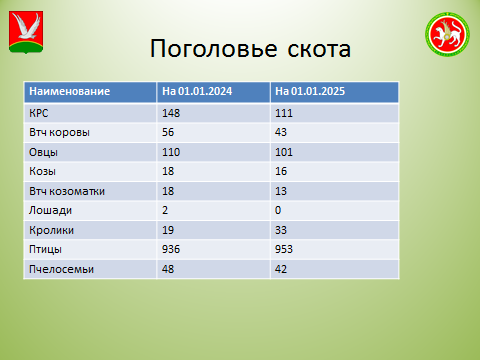 Поголовье скота
Наименование На 01.01.2024 На 01.01.2025
КРС 148 111
Втч коровы 56 43
Овцы 110 101
Козы 18 16
Втч козоматки 18 13
Лошади 2 0
Кролики 19 33
Птицы 936 953
Пчелосемьи 48 42